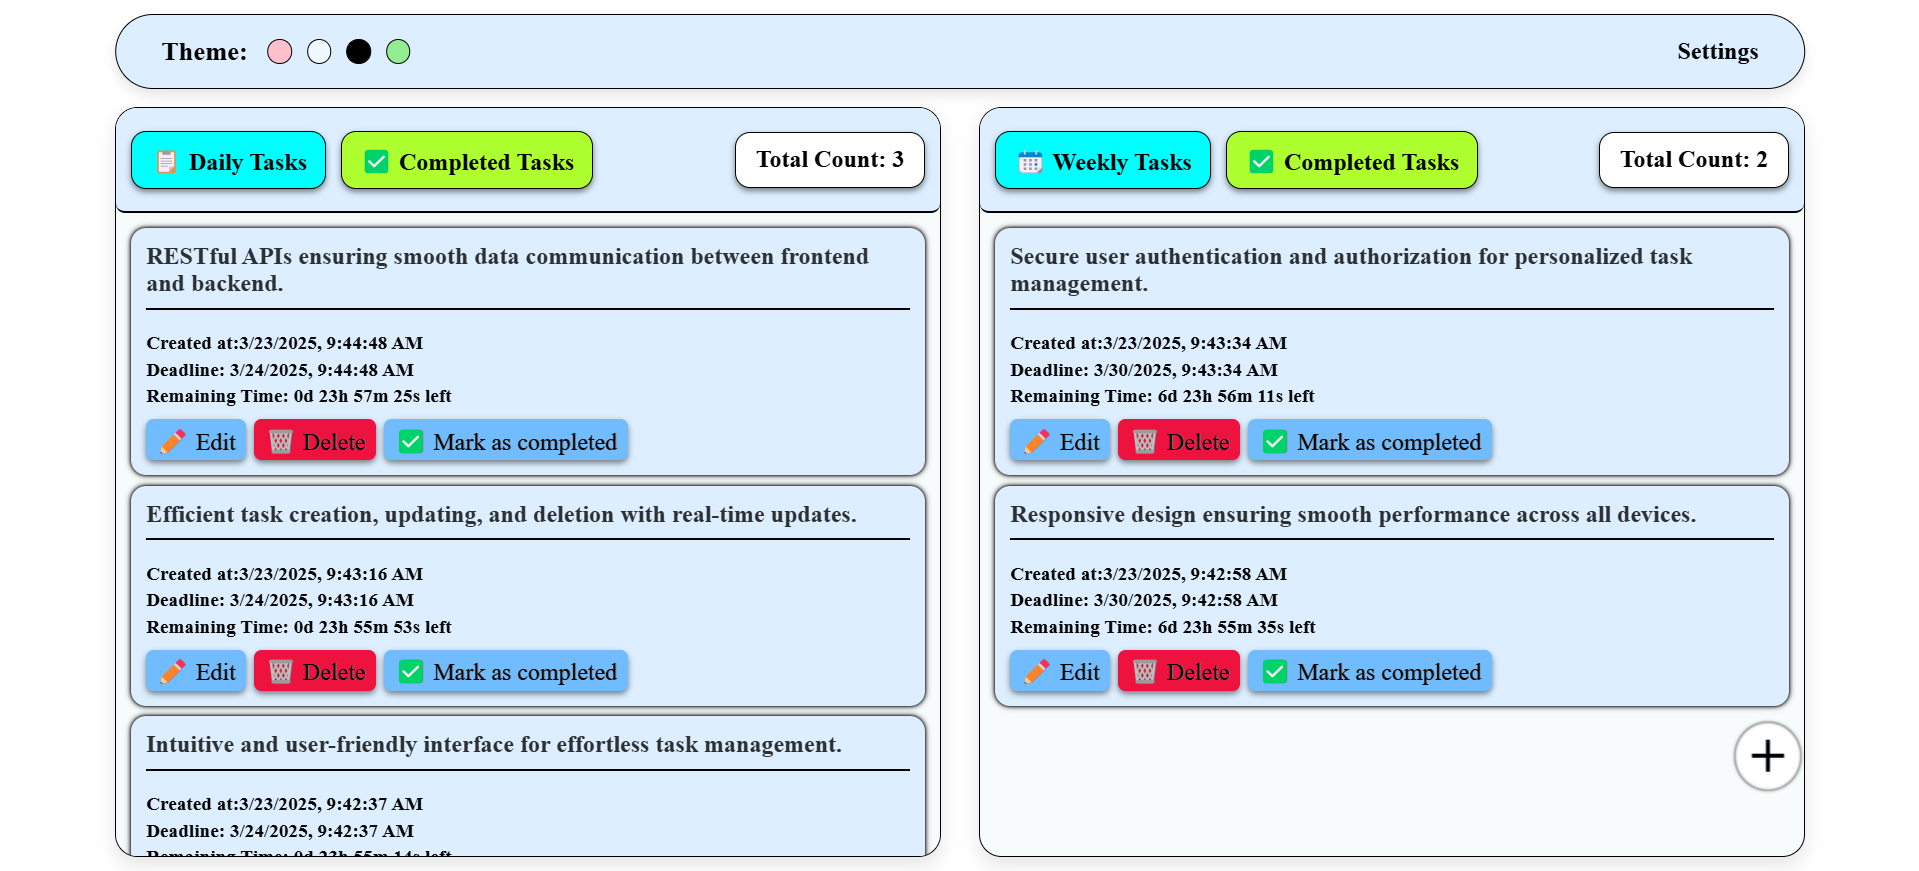 Theme:
Settings
Daily Tasks
Completed Tasks
Total Count: 3
RESTful APIs ensuring smooth data communication between frontend
and backend.
Created at:3/23/2025, 9:44:48 AM
Deadline: 3/24/2025, 9:44:48 AM
Remaining Time: 0d 23h 57m 25s left
Edit
Delete
Mark as completed
Efficient task creation, updating, and deletion with real-time updates.
Created at:3/23/2025, 9:43:16 AM
Deadline: 3/24/2025, 9:43:16 AM
Remaining Time: 0d 23h 55m 53s left
Edit
Delete
Mark as completed
Intuitive and user-friendly interface for effortless task management.
Created at:3/23/2025, 9:42:37 AM
Deadline: 3/24/2025, 9:42:37 AM
Remaining Time: 0d 23h 55m 14s left
Weekly Tasks
Completed Tasks
Total Count: 2
Secure user authentication and authorization for personalized task
management.
Created at:3/23/2025, 9:43:34 AM
Deadline: 3/30/2025, 9:43:34 AM
Remaining Time: 6d 23h 56m 11s left
Edit
Delete
Mark as completed
Responsive design ensuring smooth performance across all devices.
Created at:3/23/2025, 9:42:58 AM
Deadline: 3/30/2025, 9:42:58 AM
Remaining Time: 6d 23h 55m 35s left
Edit
Delete
Mark as completed
+